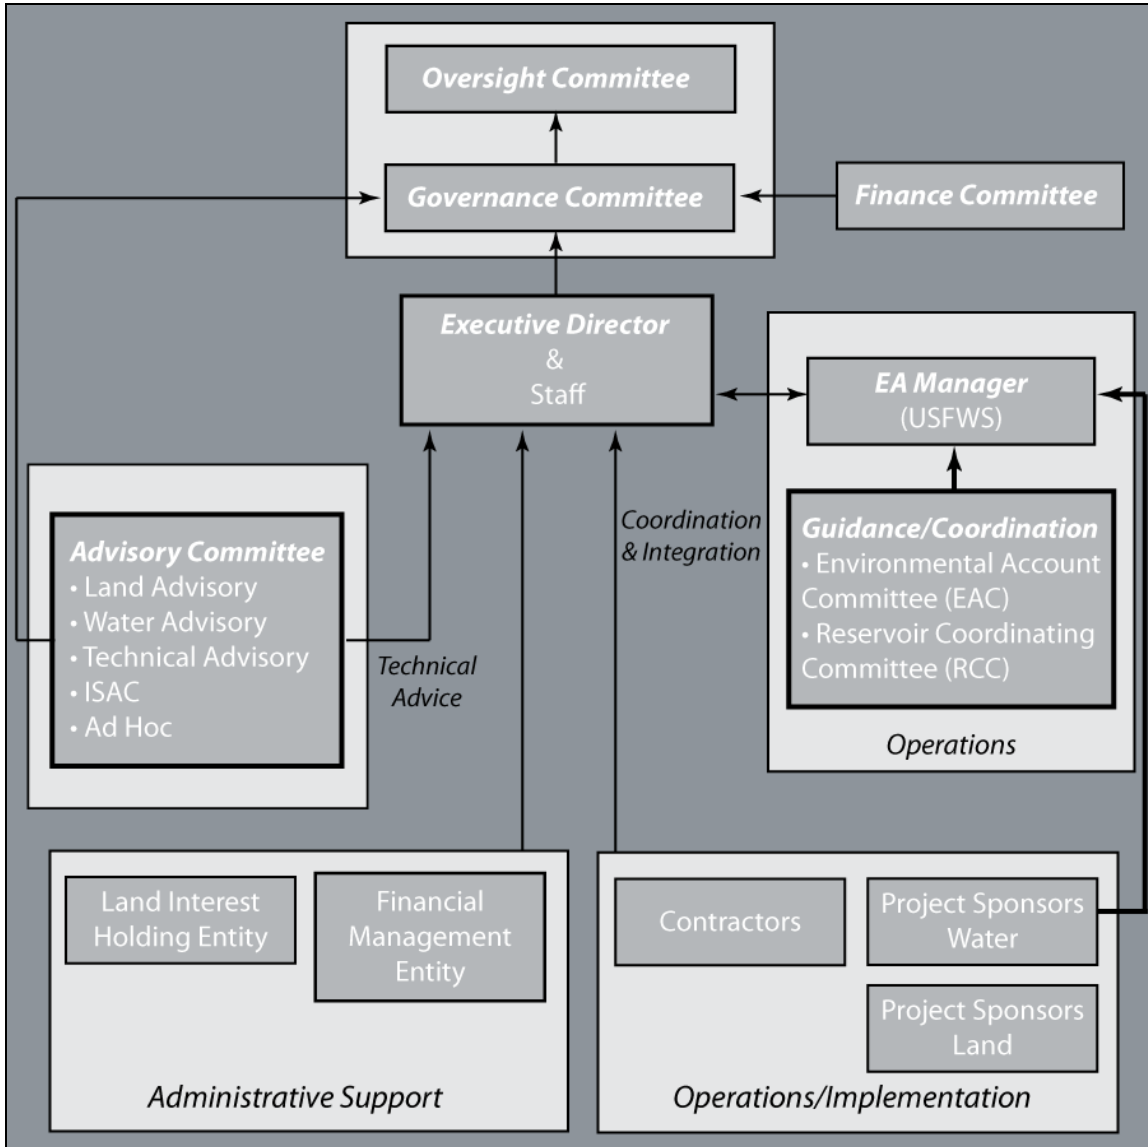 Oversight Committee
Governance Committee
Finance Committee
Executive Director
&
Staff
EA Manager
(USFWS)
Coordination
& Integration
Guidance/Coordination
• Environmental Account
Committee (EAC)
• Reservoir Coordinating
Committee (RCC)
Operations
Advisory Committee
• Land Advisory
• Water Advisory
• Technical Advisory
• ISAC
• Ad Hoc
Technical
Advice
Land Interest
Holding Entity
Financial
Management
Entity
Administrative Support
Contractors
Project Sponsors
Water
Project Sponsors
Land
Operations/Implementation